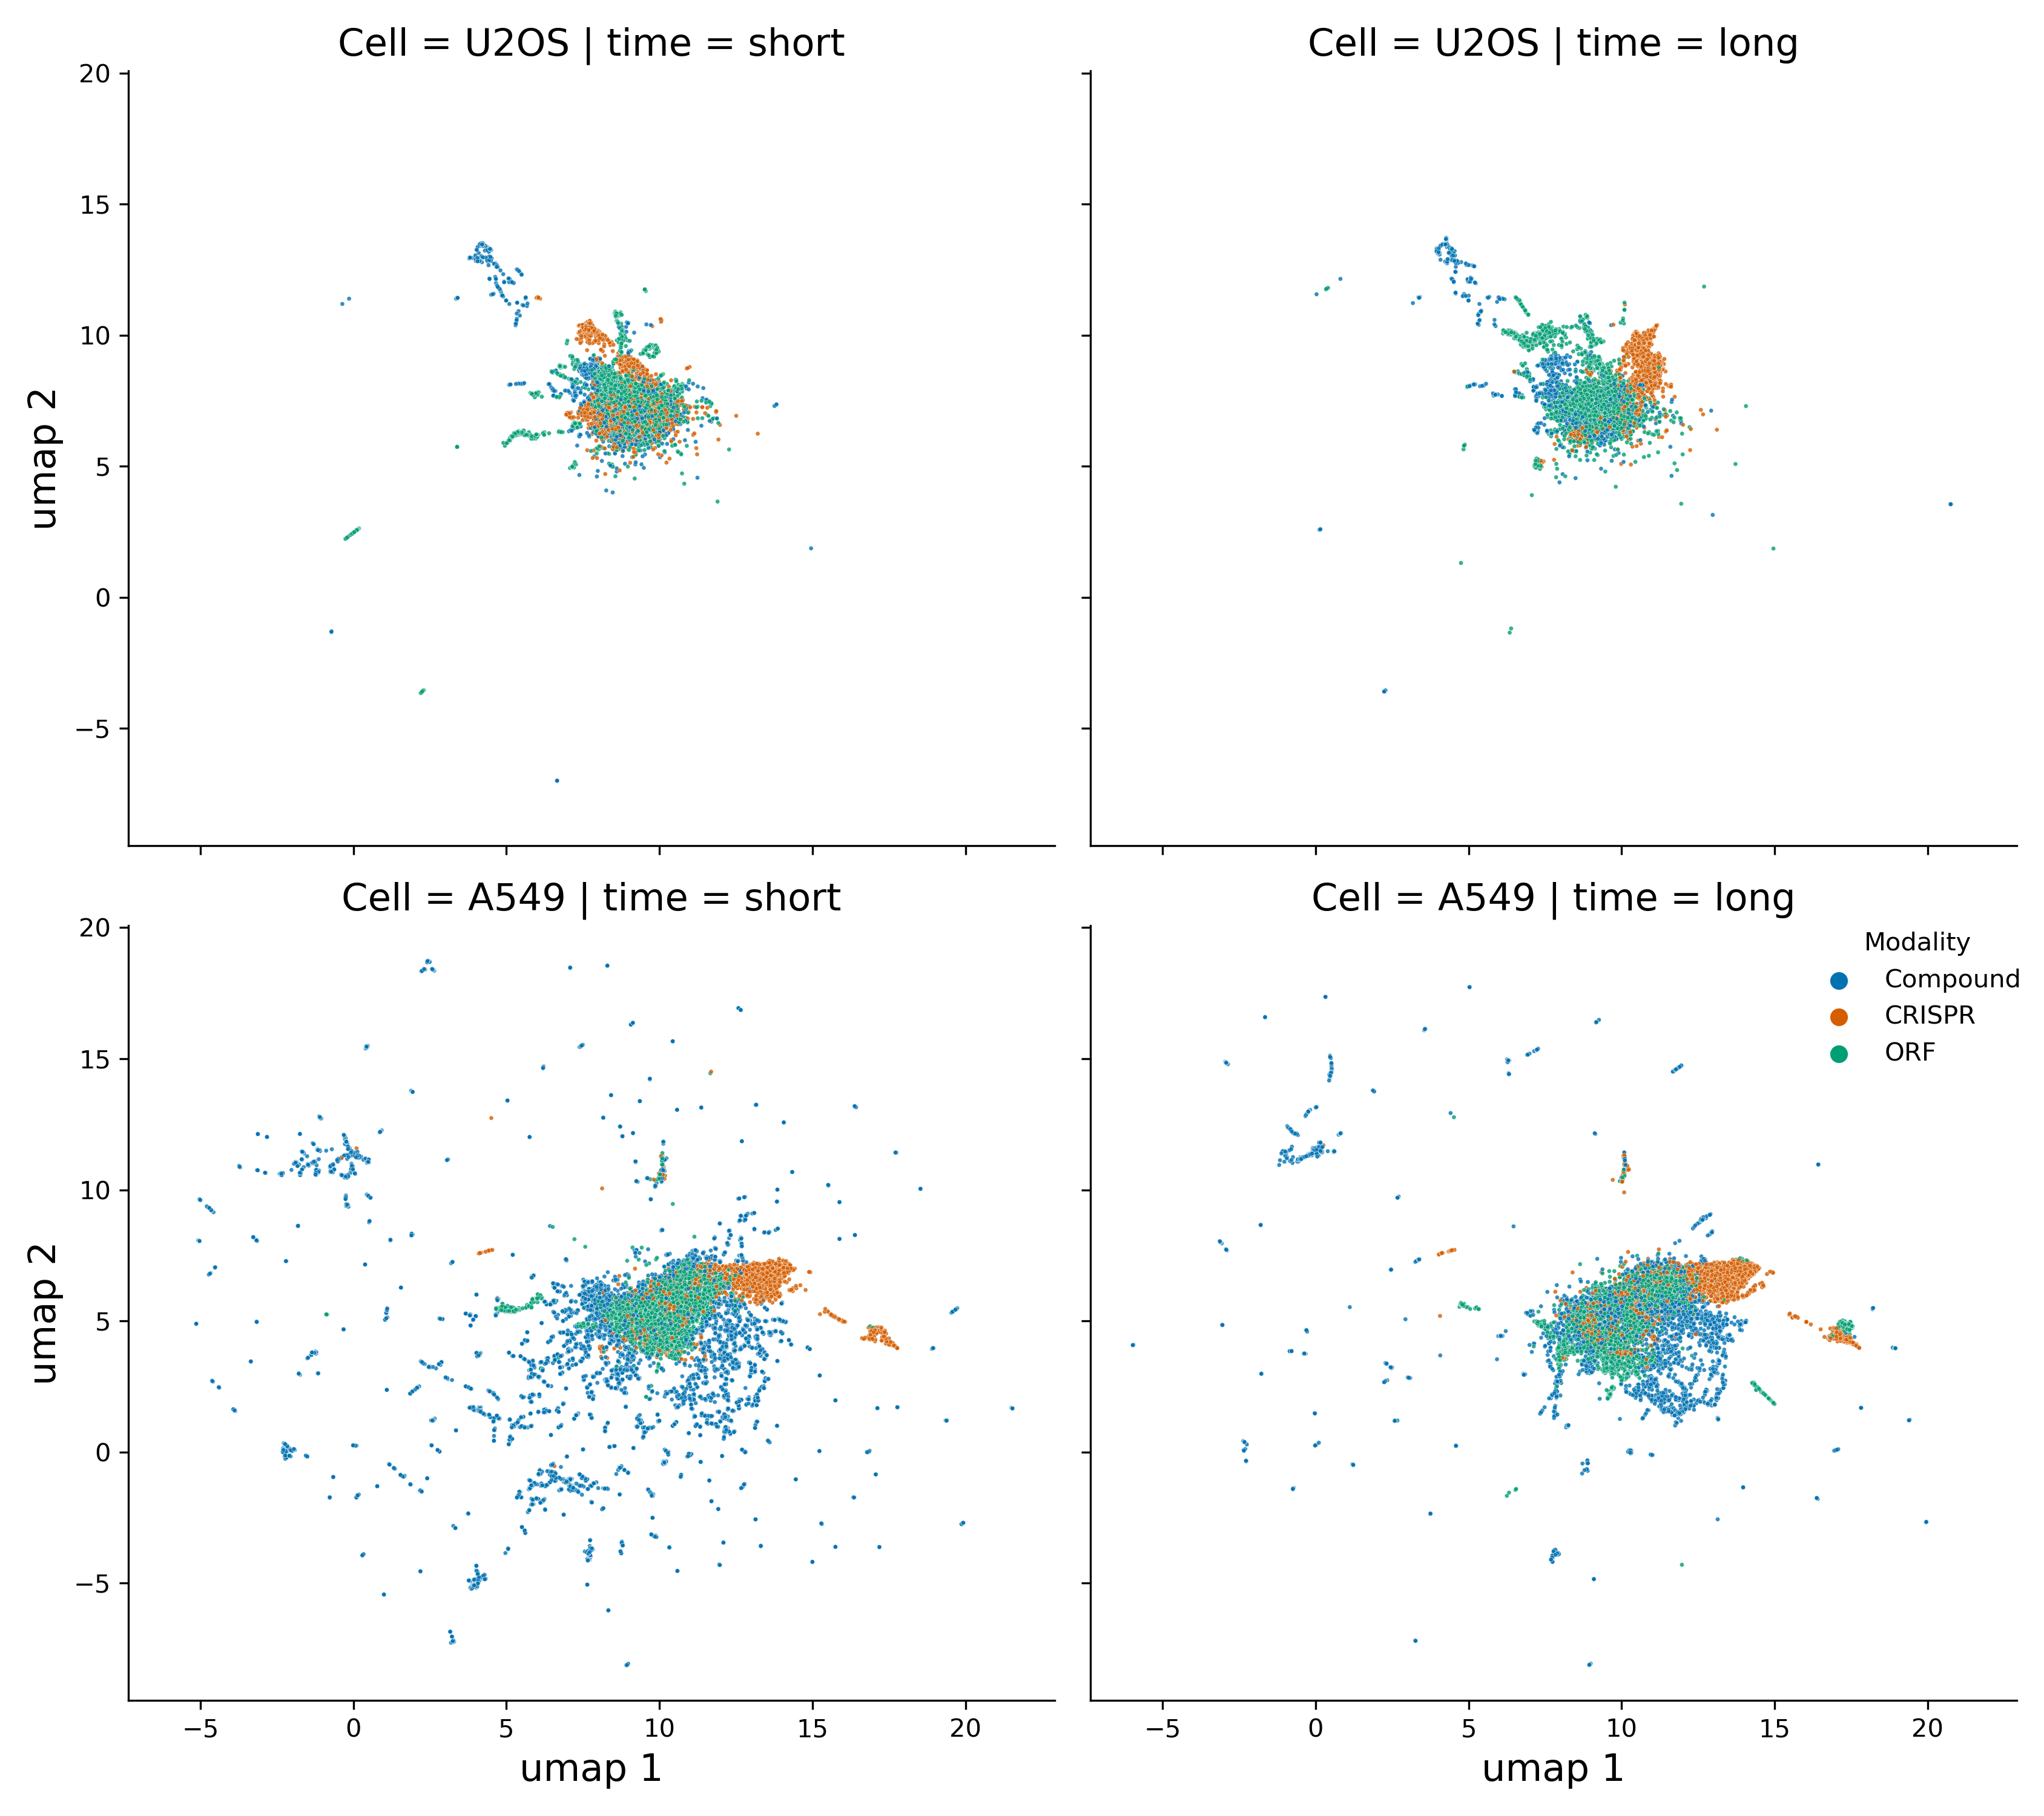 Cell = U2OS | time = short
Cell = U2OS | time = long
20
15
10
5
0
−5
umap 2
Cell = A549 | time = short
Cell = A549 | time = long
Modality
Compound
CRISPR
ORF
20
15
10
5
0
−5
umap 2
−5 0 5 10 15 20
−5 0 5 10 15 20
umap 1
umap 1